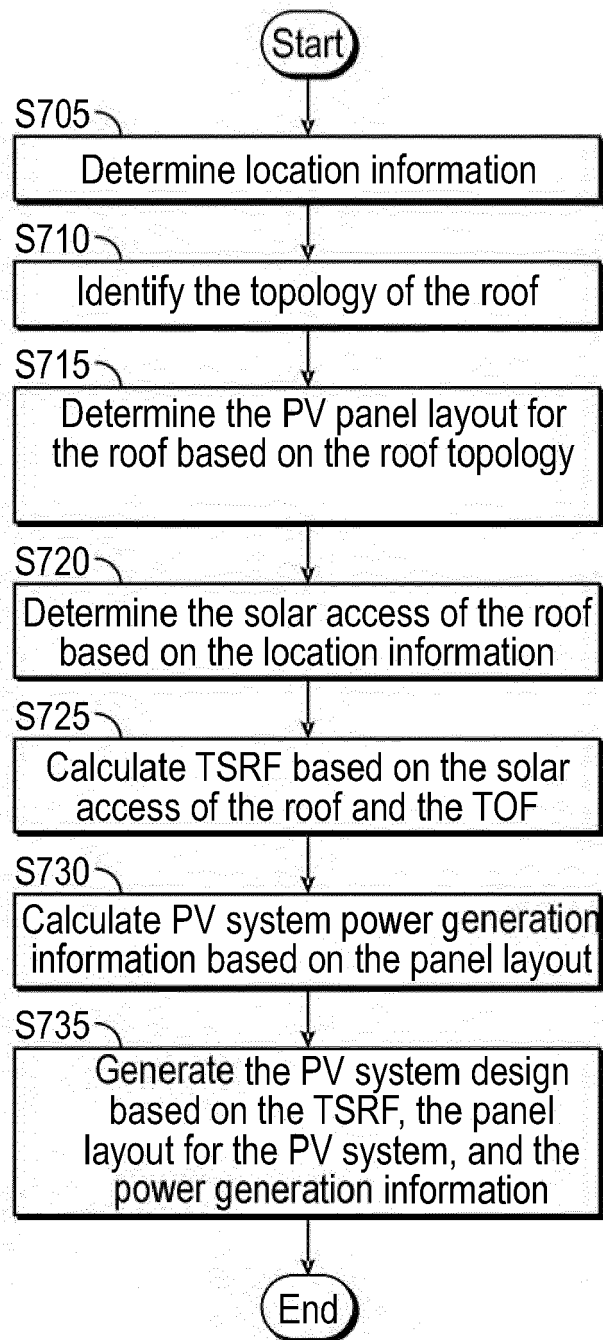 Start
S705
Determine location information
S710
Identify the topology of the roof
S715
Determine the PV panel layout for
the roof based on the roof topology
S720
Determine the solar access of the roof
based on the location information
S725
Calculate TSRF based on the solar
access of the roof and the TOF
S730
Calculate PV system power generation
information based on the panel layout
S735
Generate the PV system design
based on the TSRF, the panel
layout for the PV system, and the
power generation information
End